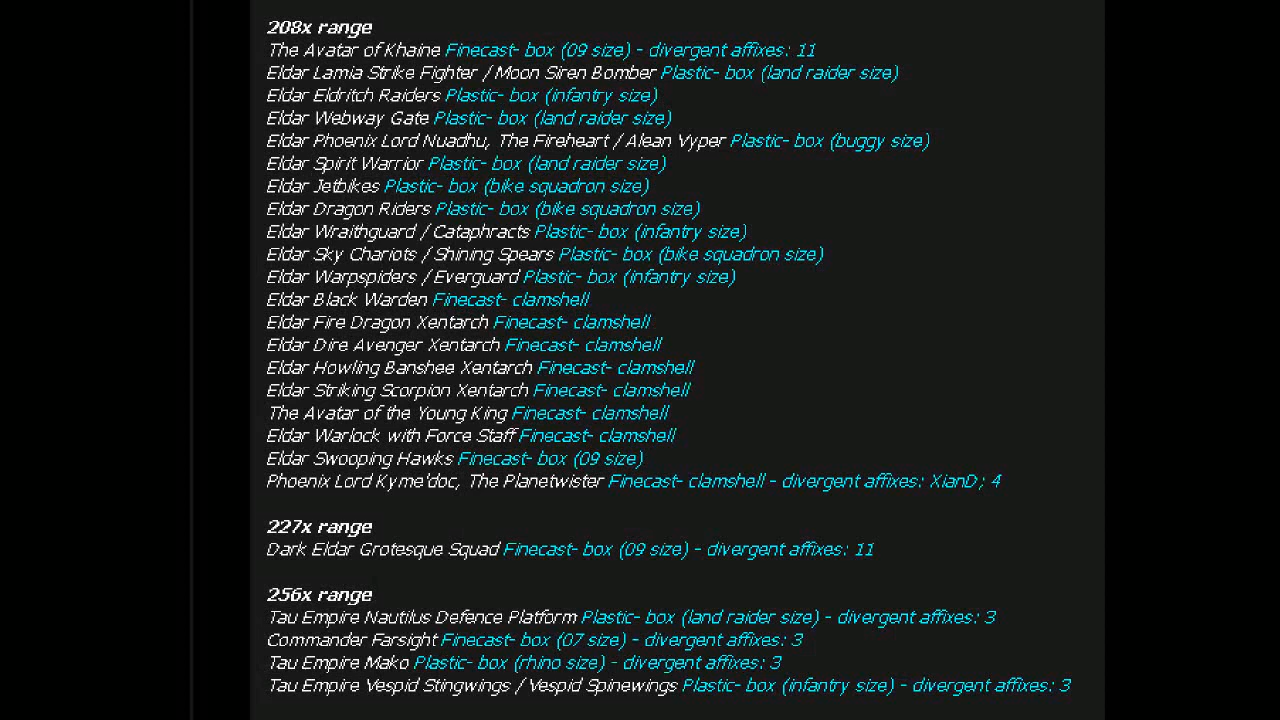 208x range
The Avatar of Khaine Finecast- box (09 size) - divergent affixes: 11
Eldar Lamia Strike Fighter / Moon Siren Bomber Plastic- box (land raider size)
Eldar Eldritch Raiders Plastic- box (infantry size)
Eldar Webway Gate Plastic- box (land raider size)
Eldar Phoenix Lord Nuadhu, The Fireheart / Alean Vyper Plastic- box (buggy size)
Eldar Spirit Warrior Plastic- box (land raider size)
Eldar Jetbikes Plastic- box (bike squadron size)
Eldar Dragon Riders Plastic- box (bike squadron size)
Eldar Wraithguard / Cataphracts Plastic- box (infantry size)
Eldar Sky Chariots / Shining Spears Plastic- box (bike squadron size)
Eldar Warpspiders / Everguard Plastic- box (infantry size)
Eldar Black Warden Finecast- clamshell
Eldar Fire Dragon Xentarch Finecast- clamshell
Eldar Dire Avenger Xentarch Finecast- clamshell
Eldar Howling Banshee Xentarch Finecast- clamshell
Eldar Striking Scorpion Xentarch Finecast- clamshell
The Avatar of the Young King Finecast- clamshell
Eldar Warlock with Force Staff Finecast- clamshell
Eldar Swooping Hawks Finecast- box (09 size)
Phoenix Lord Kyme'doc, The Planetwister Finecast- clamshell - divergent affixes: XianD; 4
227x range
Dark Eldar Grotesque Squad Finecast- box (09 size) - divergent affixes: 11
256x range
Tau Empire Nautilus Defence Platform Plastic- box (land raider size) - divergent affixes: 3
Commander Farsight Finecast- box (07 size) - divergent affixes: 3
Tau Empire Mako Plastic- box (rhino size) - divergent affixes: 3
Tau Empire Vespid Stingwings / Vespid Spinewings Plastic- box (infantry size) - divergent affixes: 3